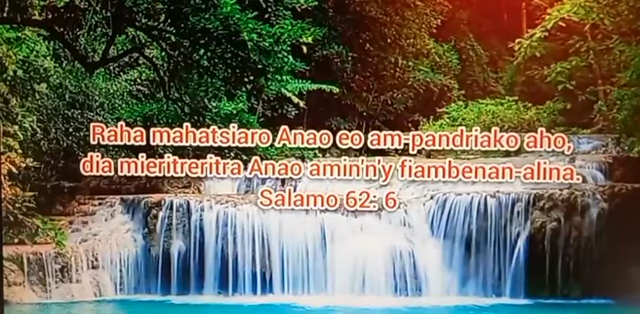 Raha mahatsiaro Anao eo am-pandriako aho,
dia mieritreritra Anao amin'n'y fiambenan-alina.
Salamo 62: 6